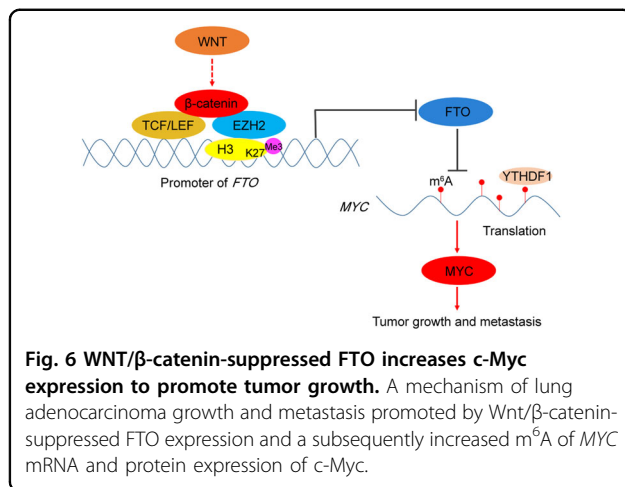 WNT
β-catenin
TCF/LEF
EZH2
FTO
H3
K27
Me3
m⁶A
YTHDF1
Promoter of FTO
MYC
Translation
MYC
Tumor growth and metastasis
Fig. 6 WNT/β-catenin-suppressed FTO increases c-Myc
expression to promote tumor growth. A mechanism of lung
adenocarcinoma growth and metastasis promoted by Wnt/β-catenin-
suppressed FTO expression and a subsequently increased m⁶A of MYC
mRNA and protein expression of c-Myc.